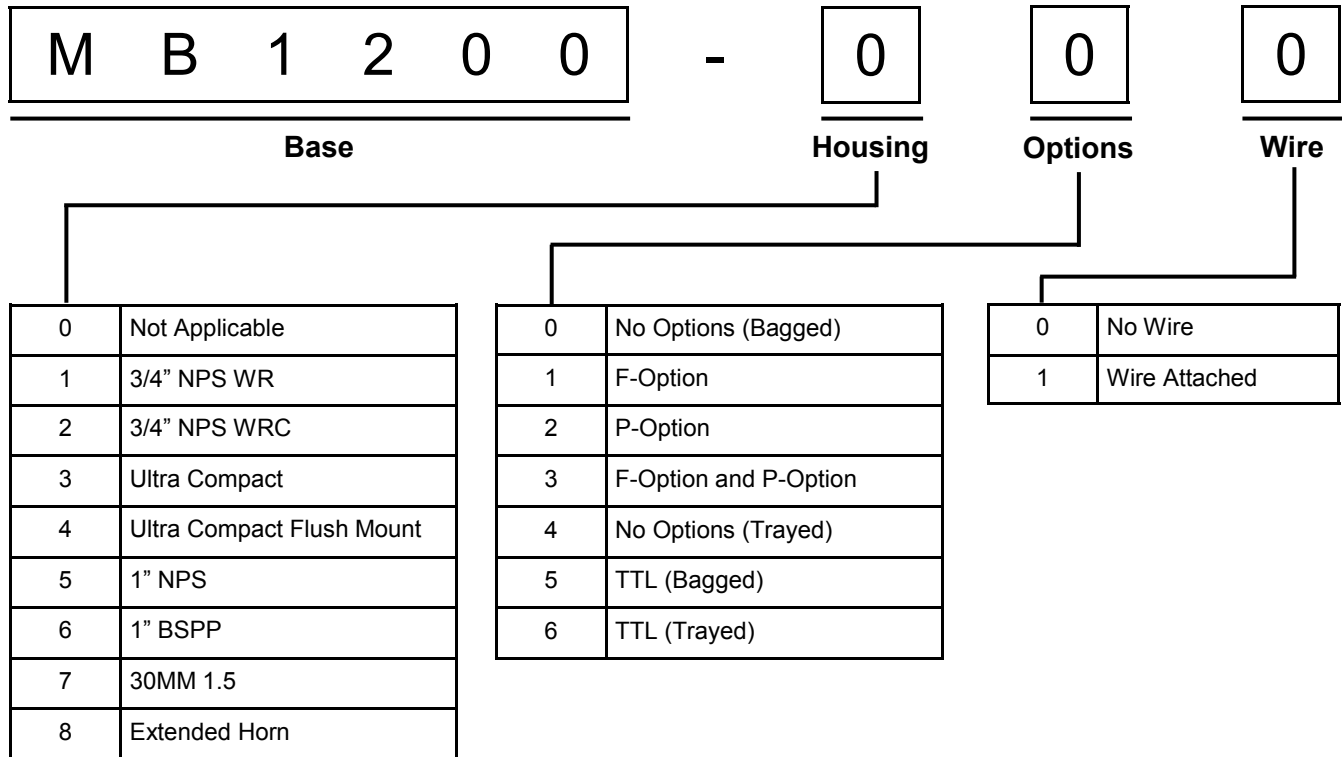 M B 1 2 0 0 - 0 0 0
Base Housing Options Wire
0 Not Applicable
1 3/4” NPS WR
2 3/4” NPS WRC
3 Ultra Compact
4 Ultra Compact Flush Mount
5 1” NPS
6 1” BSPP
7 30MM 1.5
8 Extended Horn
0 No Options (Bagged)
1 F-Option
2 P-Option
3 F-Option and P-Option
4 No Options (Trayed)
5 TTL (Bagged)
6 TTL (Trayed)
0 No Wire
1 Wire Attached